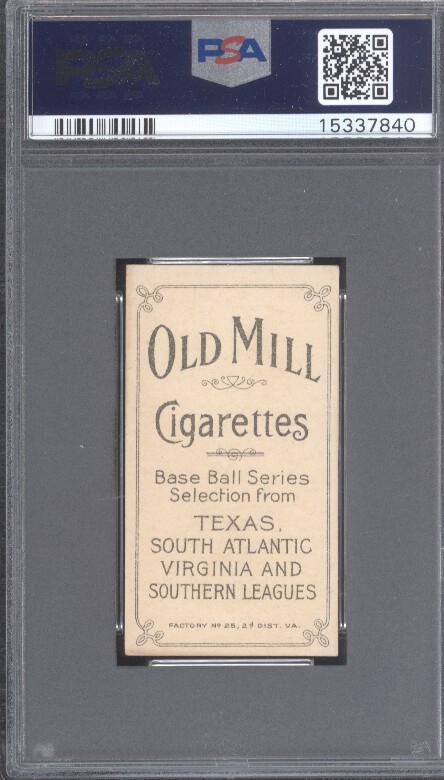 PSA
PSA
15337840
OLD MILL
Cigarettes
Base Ball Series
Selection from
TEXAS,
SOUTH ATLANTIC
VIRGINIA AND
SOUTHERN LEAGUES
FACTORY Nº 25, 2d DIST. VA.